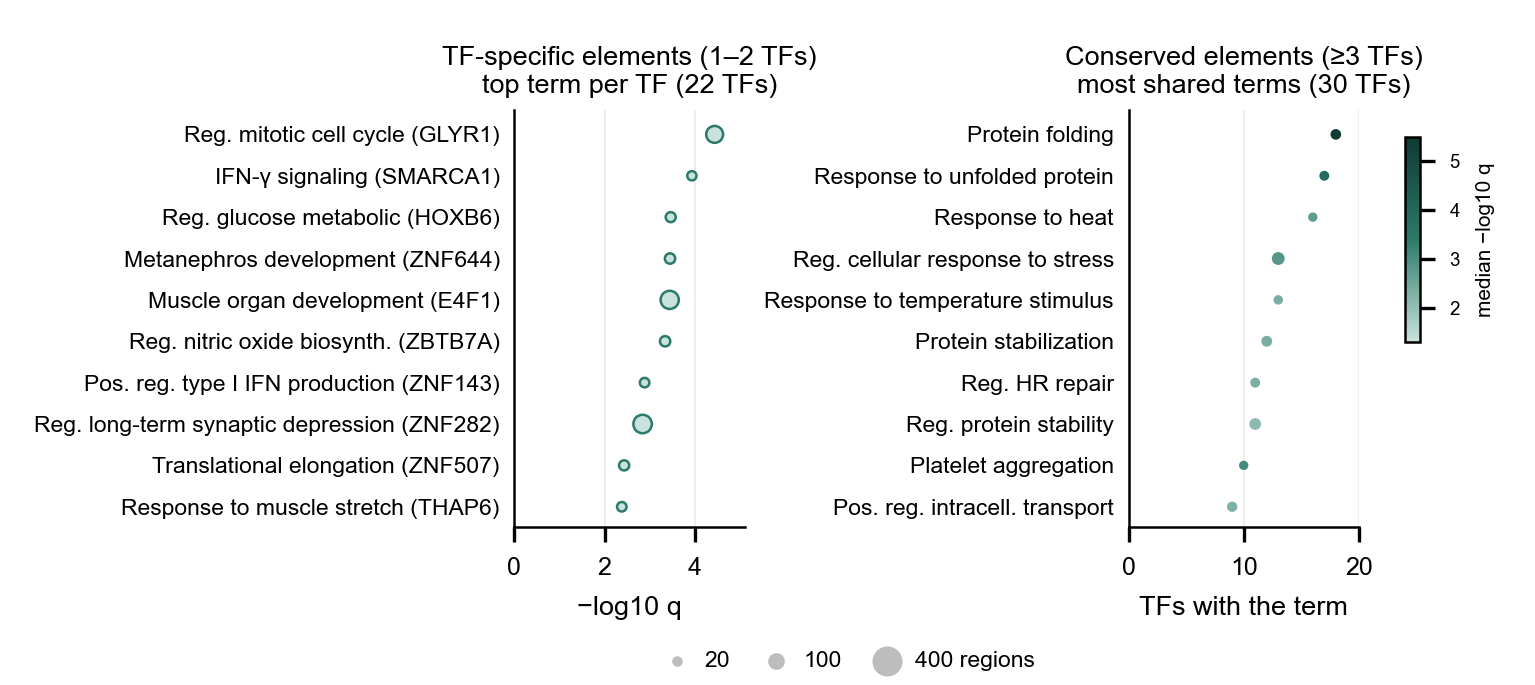 TF-specific elements (1–2 TFs)
top term per TF (22 TFs)
Reg. mitotic cell cycle (GLYR1)
IFN-γ signaling (SMARCA1)
Reg. glucose metabolic (HOXB6)
Metanephros development (ZNF644)
Muscle organ development (E4F1)
Reg. nitric oxide biosynth. (ZBTB7A)
Pos. reg. type I IFN production (ZNF143)
Reg. long-term synaptic depression (ZNF282)
Translational elongation (ZNF507)
Response to muscle stretch (THAP6)
0 2 4
−log10 q
Conserved elements (≥3 TFs)
most shared terms (30 TFs)
Protein folding
Response to unfolded protein
Response to heat
Reg. cellular response to stress
Response to temperature stimulus
Protein stabilization
Reg. HR repair
Reg. protein stability
Platelet aggregation
Pos. reg. intracell. transport
0 10 20
TFs with the term
5
4
3
2
median −log10 q
20 100 400 regions